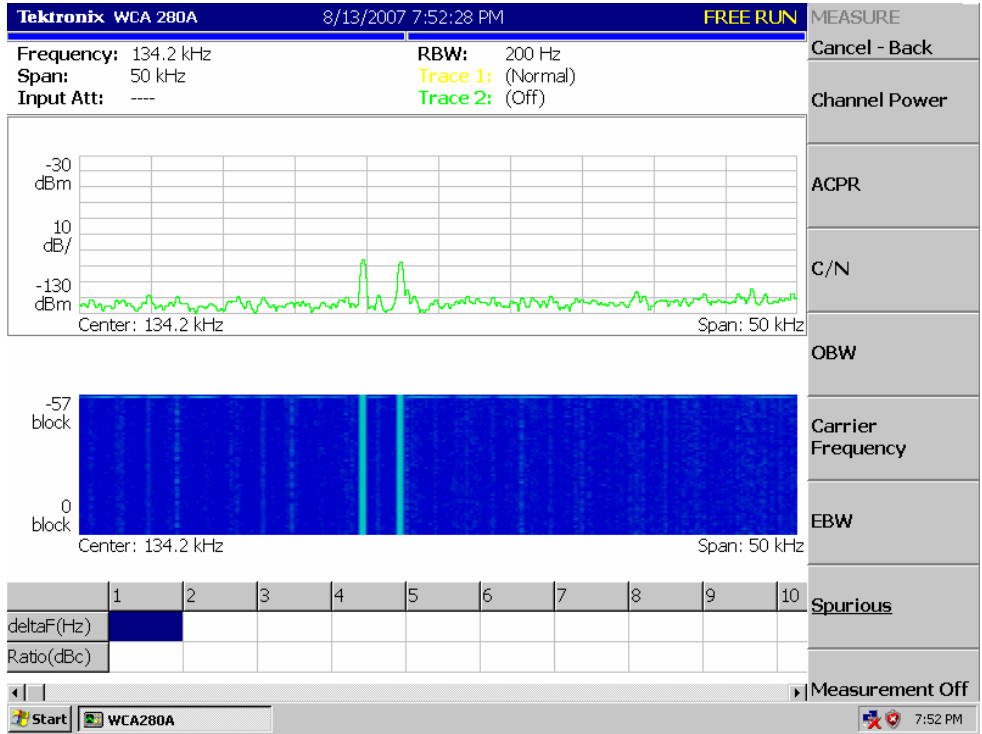 Tektronix WCA 280A 8/13/2007 7:52:28 PM FREE RUN
Frequency: 134.2 kHz RBW: 200 Hz
Span: 50 kHz Trace 1: (Normal)
Input Att: ---- Trace 2: (Off)
-30
dBm
10
dB/
-130
dBm
Center: 134.2 kHz Span: 50 kHz
-57
block
0
block
Center: 134.2 kHz Span: 50 kHz
1 2 3 4 5 6 7 8 9 10
deltaF(Hz)
Ratio(dBc)
MEASURE
Cancel - Back
Channel Power
ACPR
C/N
OBW
Carrier
Frequency
EBW
Spurious
Measurement Off
Start WCA280A 7:52 PM